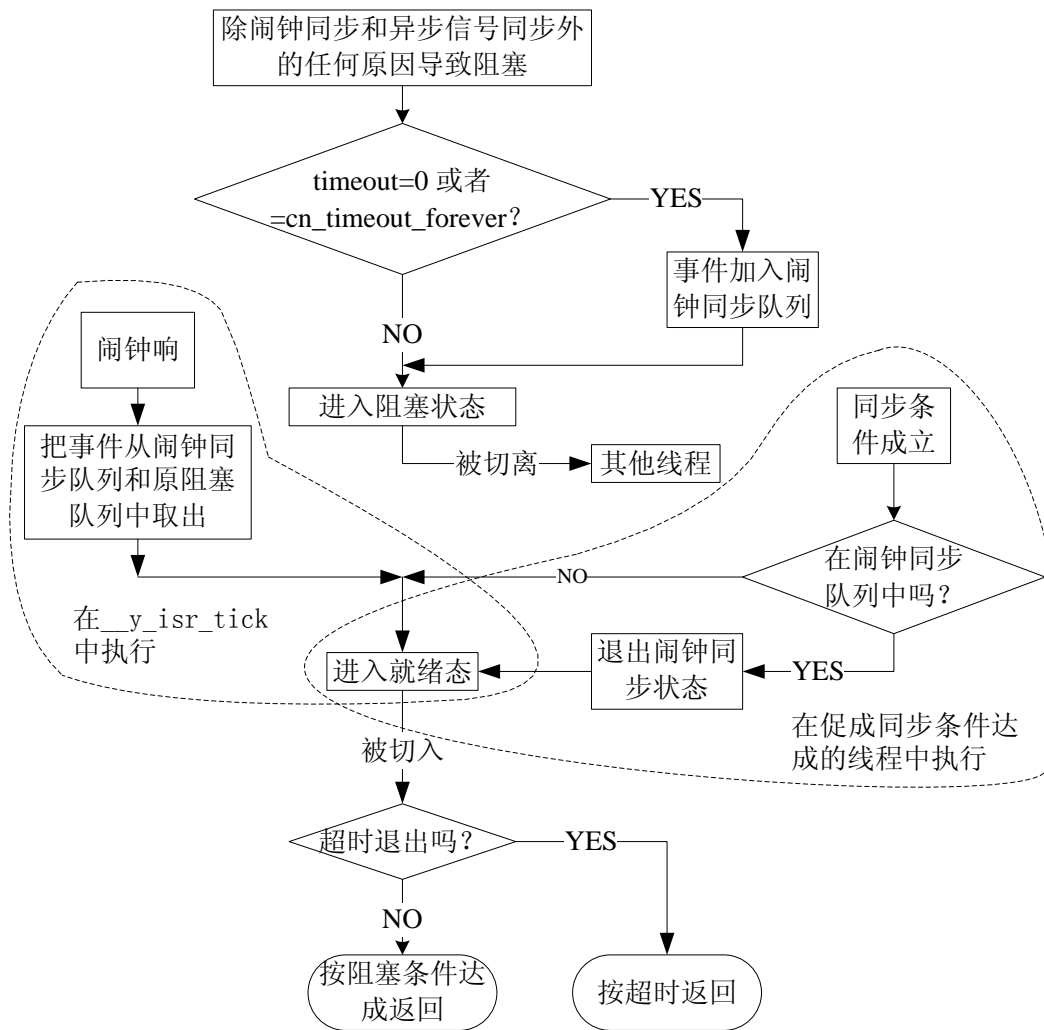 除闹钟同步和异步信号同步外
的任何原因导致阻塞
timeout=0 或者
=cn_timeout_forever？
YES
事件加入闹
钟同步队列
NO
闹钟响
进入阻塞状态
同步条
件成立
把事件从闹钟同
步队列和原阻塞
队列中取出
被切离
其他线程
在闹钟同步
队列中吗？
NO
在__y_isr_tick
中执行
进入就绪态
退出闹钟同
步状态
YES
在促成同步条件达
成的线程中执行
被切入
超时退出吗？
YES
NO
按阻塞条件达
成返回
按超时返回